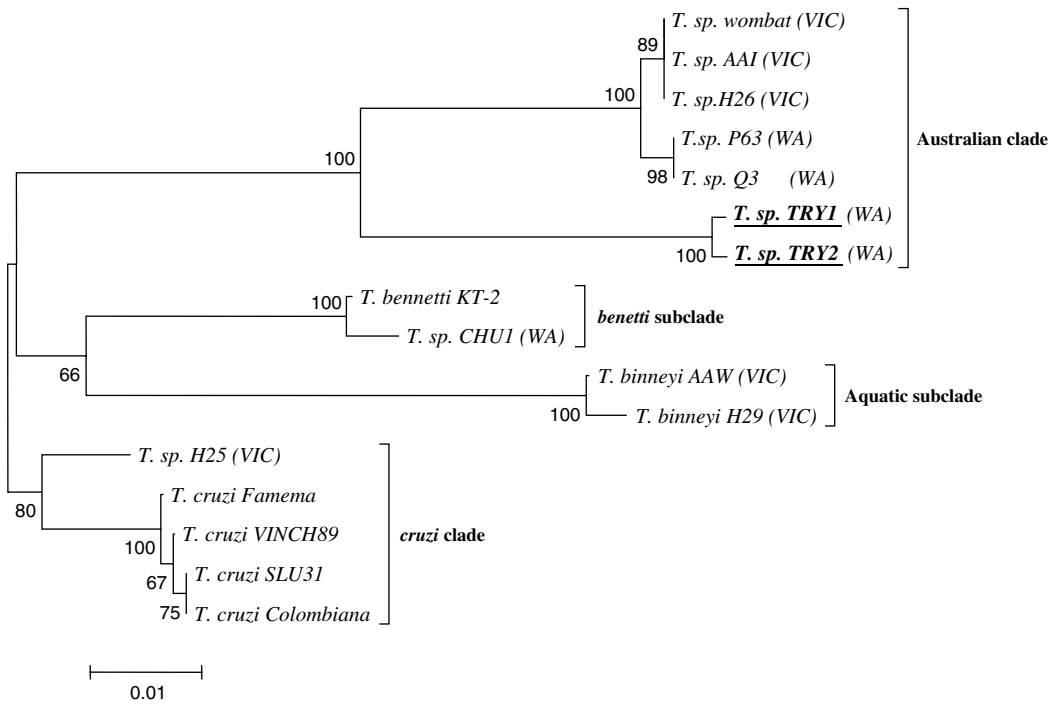 T. sp. wombat (VIC)
89
T. sp. AAI (VIC)
T. sp.H26 (VIC)
100
T.sp. P63 (WA)
Australian clade
100
98
T. sp. Q3 (WA)
T. sp. TRY1 (WA)
100
T. sp. TRY2 (WA)
100
T. bennetti KT-2
benetti subclade
T. sp. CHU1 (WA)
66
T. binneyi AAW (VIC)
Aquatic subclade
100
T. binneyi H29 (VIC)
T. sp. H25 (VIC)
80
T. cruzi Famema
100
T. cruzi VINCH89
cruzi clade
67
T. cruzi SLU31
75
T. cruzi Colombiana
0.01